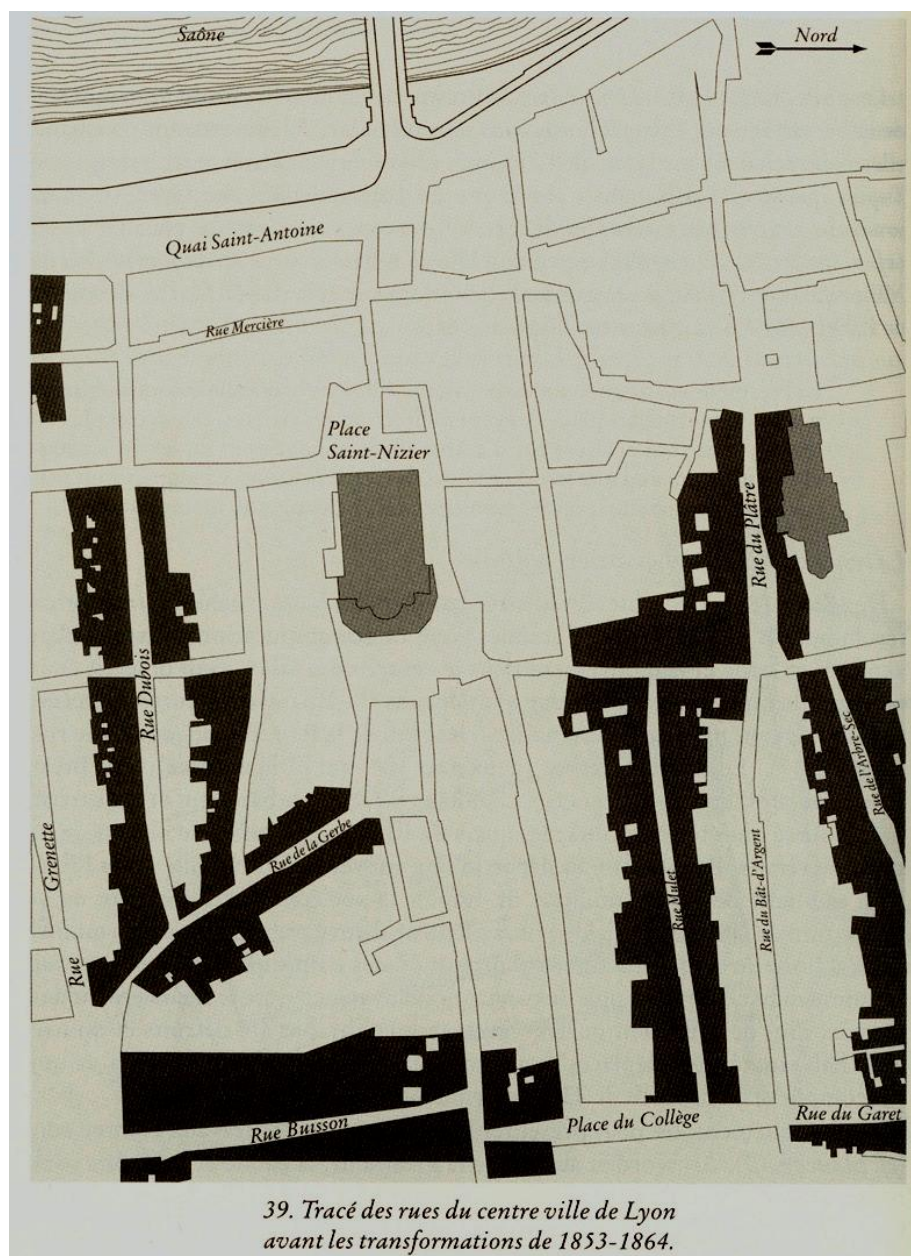 Saône
Nord
Quai Saint-Antoine
Rue Mercière
Place
Saint-Nizier
Rue du Plâtre
Rue Dubois
Rue de l'Arbre-Sec
Rue de la Gerbe
Grenette
Rue
Rue Mulet
Rue du Bât-d'Argent
Rue Buisson
Place du Collège
Rue du Garet
39. Tracé des rues du centre ville de Lyon
avant les transformations de 1853-1864.